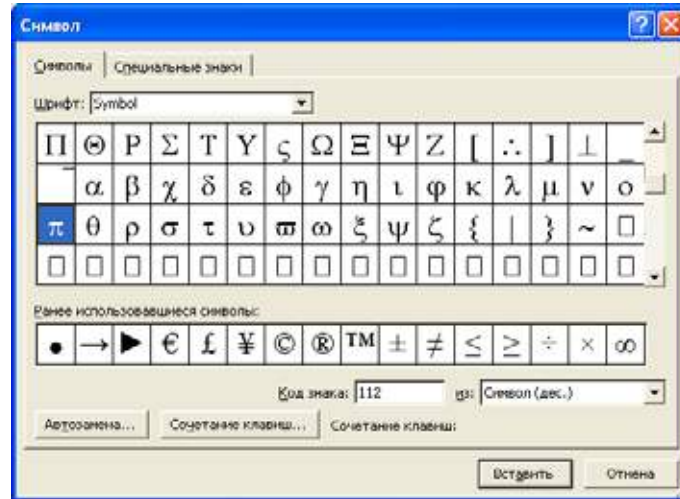 Символ
Символы Специальные знаки
Шрифт: Symbol
Π Θ Ρ Σ Τ Υ ς Ω Ξ Ψ Ζ [ ∴ ] ⊥ _
‾ α β χ δ ε ϕ γ η ι φ κ λ μ ν ο
π θ ρ σ τ υ ϖ ω ξ ψ ζ { | } ~ □
□ □ □ □ □ □ □ □ □ □ □ □ □ □ □ □
Ранее использовавшиеся символы:
● → ► € £ ¥ © ® ™ ± ≠ ≤ ≥ ÷ × ∞
Код знака: 112 из: Символ (дес.)
Автозамена... Сочетание клавиш... Сочетание клавиш:
Вставить Отмена